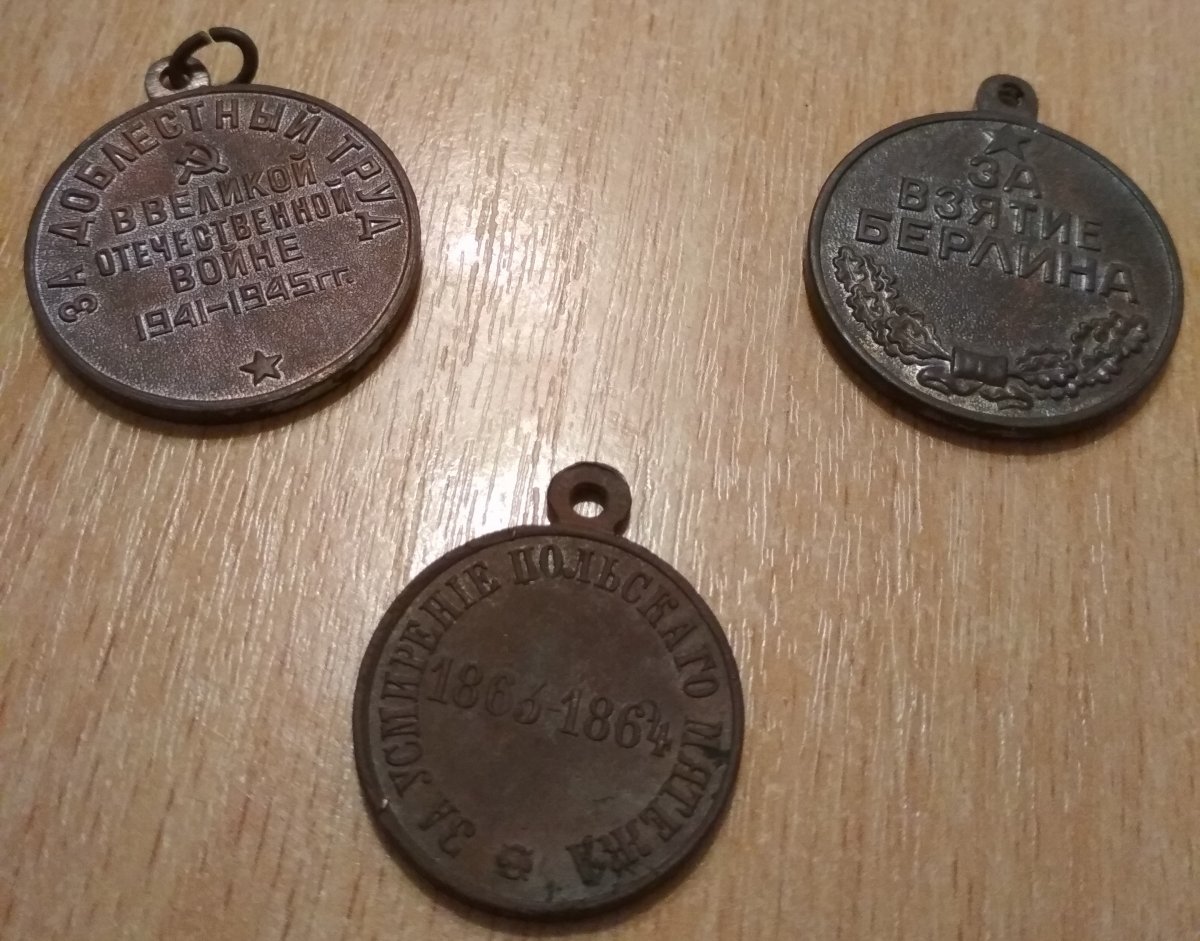 ЗА ДОБЛЕСТНЫЙ ТРУД
В ВЕЛИКОЙ
ОТЕЧЕСТВЕННОЙ
ВОЙНЕ
1941-1945 гг.
ЗА
ВЗЯТИЕ
БЕРЛИНА
ЗА УСМИРЕНІЕ ПОЛЬСКАГО МЯТЕЖА
1863-1864